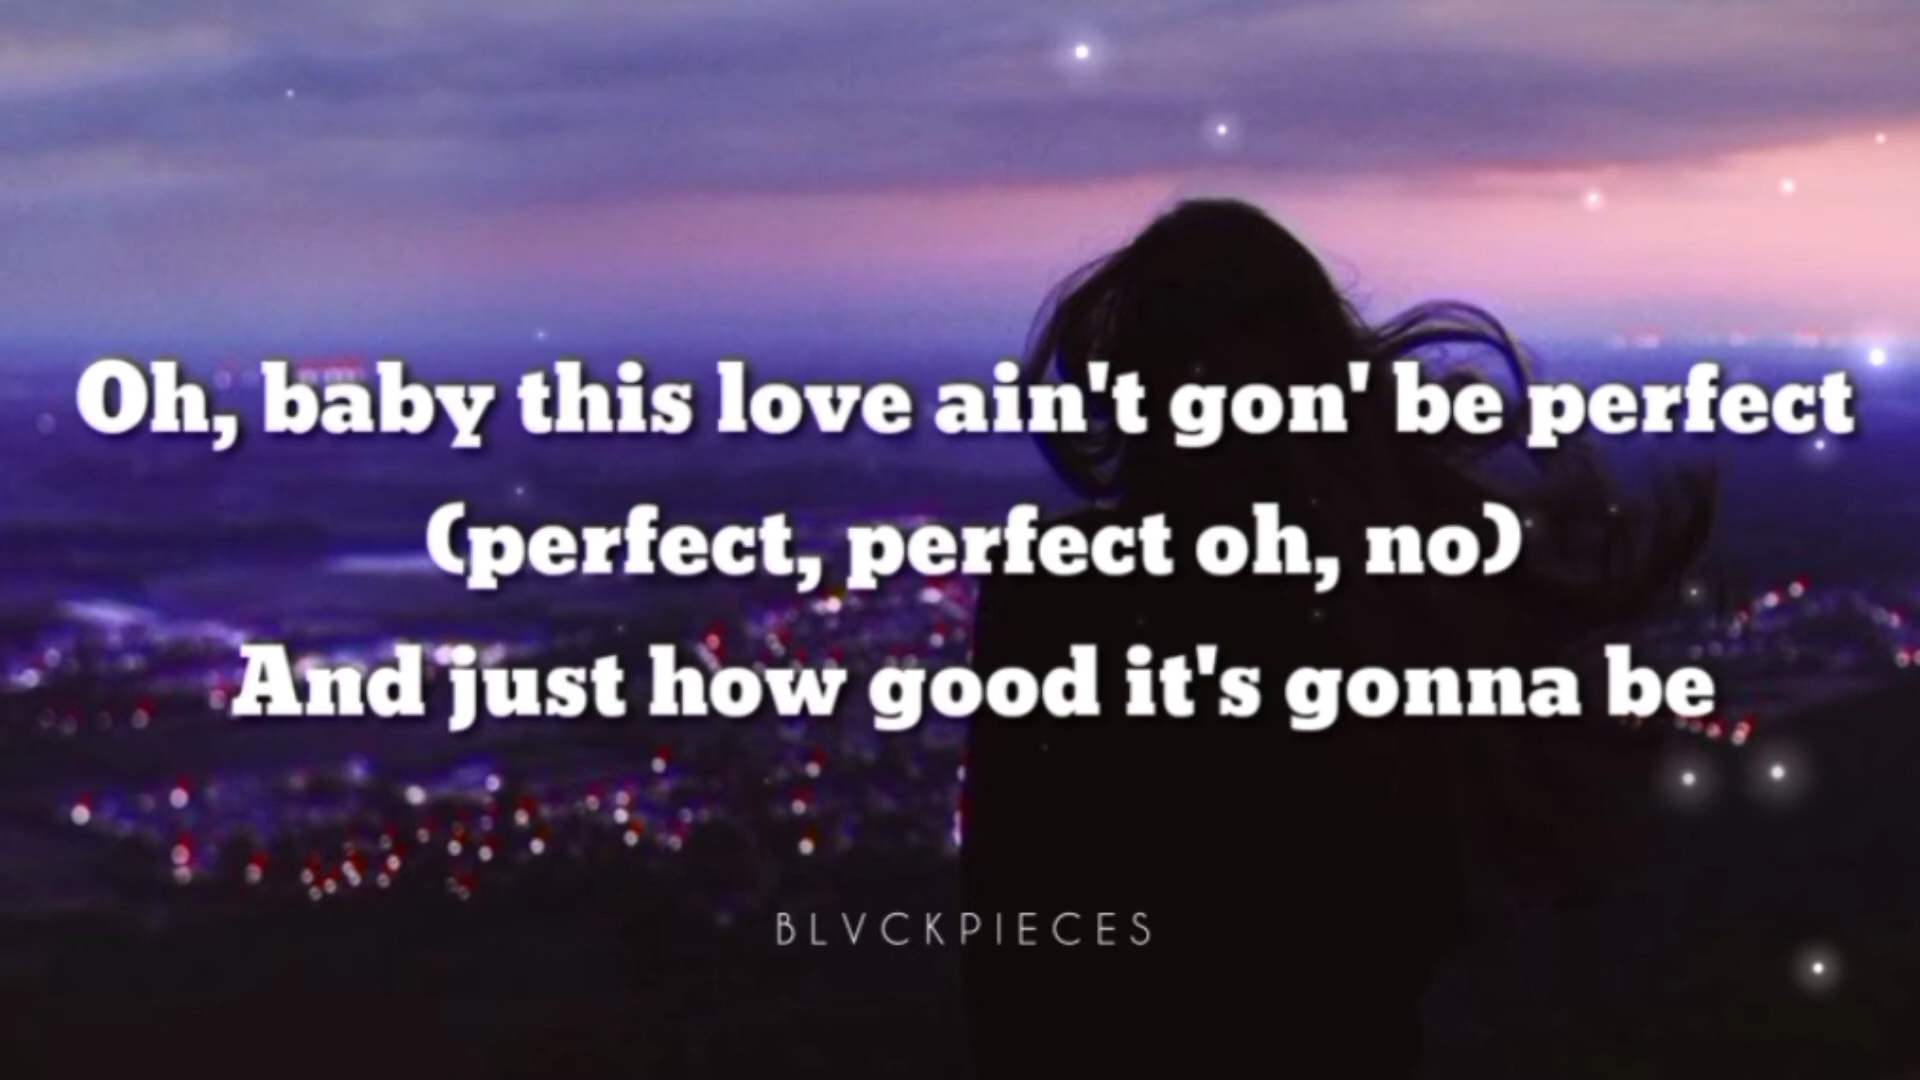 Oh, baby this love ain't gon' be perfect
(perfect, perfect oh, no)
And just how good it's gonna be
BLVCKPIECES